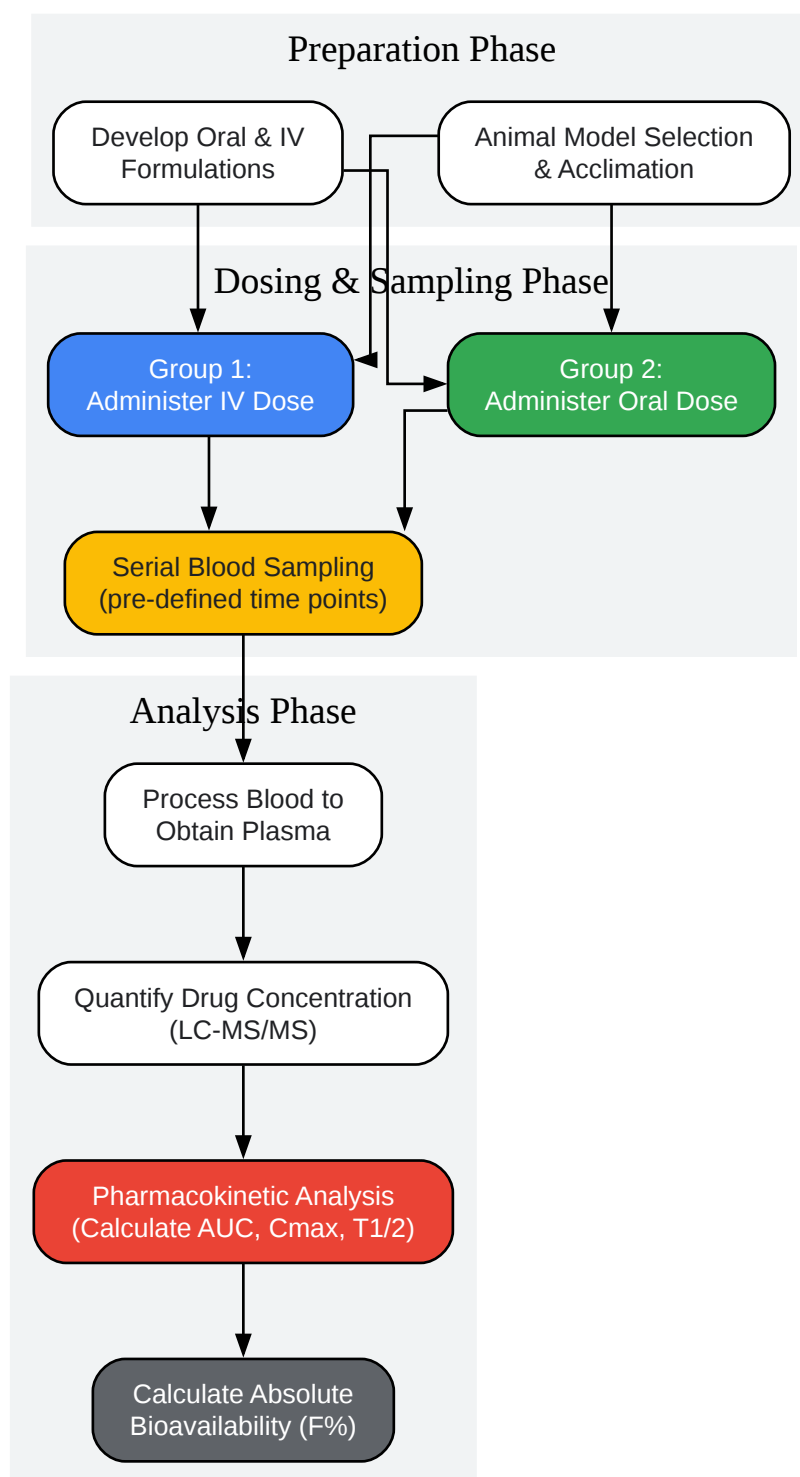 Preparation Phase
Develop Oral & IV
Formulations
Animal Model Selection
& Acclimation
Dosing & Sampling Phase
Group 1:
Administer IV Dose
Group 2:
Administer Oral Dose
Serial Blood Sampling
(pre-defined time points)
Analysis Phase
Process Blood to
Obtain Plasma
Quantify Drug Concentration
(LC-MS/MS)
Pharmacokinetic Analysis
(Calculate AUC, Cmax, T1/2)
Calculate Absolute
Bioavailability (F%)